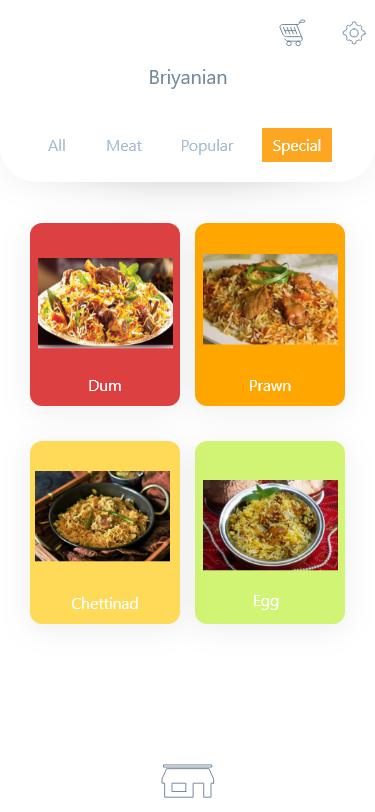 Briyanian
All Meat Popular Special
Dum
Prawn
Chettinad
Egg